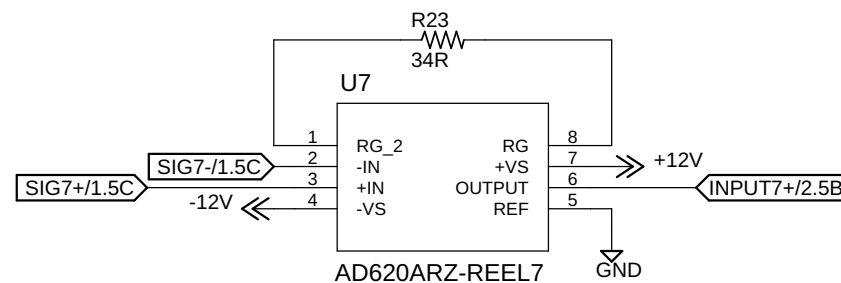 R23
34R
U7
1 RG_2 RG 8
SIG7-/1.5C 2 -IN +VS 7 +12V
SIG7+/1.5C 3 +IN OUTPUT 6 INPUT7+/2.5B
-12V 4 -VS REF 5
GND
AD620ARZ-REEL7